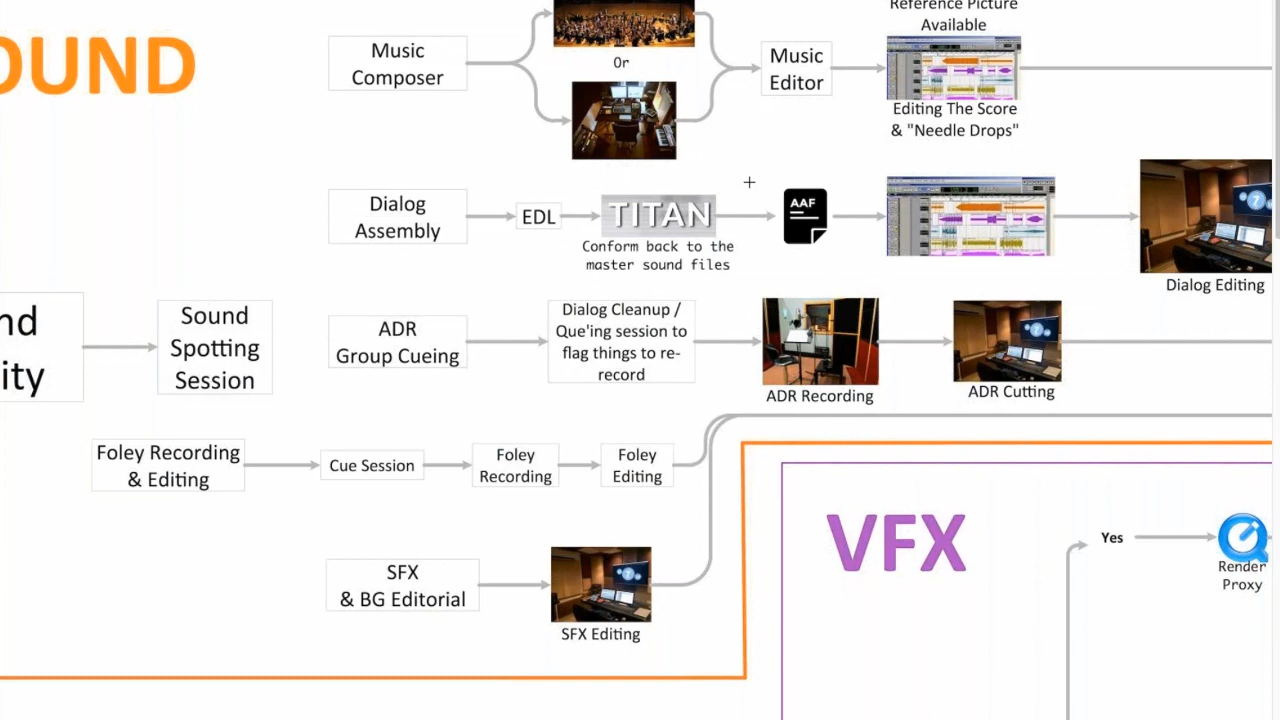 Reference Picture
Available
OUND
Music
Composer
Or
Music
Editor
Editing The Score
& "Needle Drops"
Dialog
Assembly
EDL
TITAN
Conform back to the
master sound files
AAF
Dialog Editing
nd
ity
Sound
Spotting
Session
ADR
Group Cueing
Dialog Cleanup /
Que'ing session to
flag things to re-
record
ADR Recording
ADR Cutting
Foley Recording
& Editing
Cue Session
Foley
Recording
Foley
Editing
SFX
& BG Editorial
SFX Editing
VFX
Yes
Render
Proxy